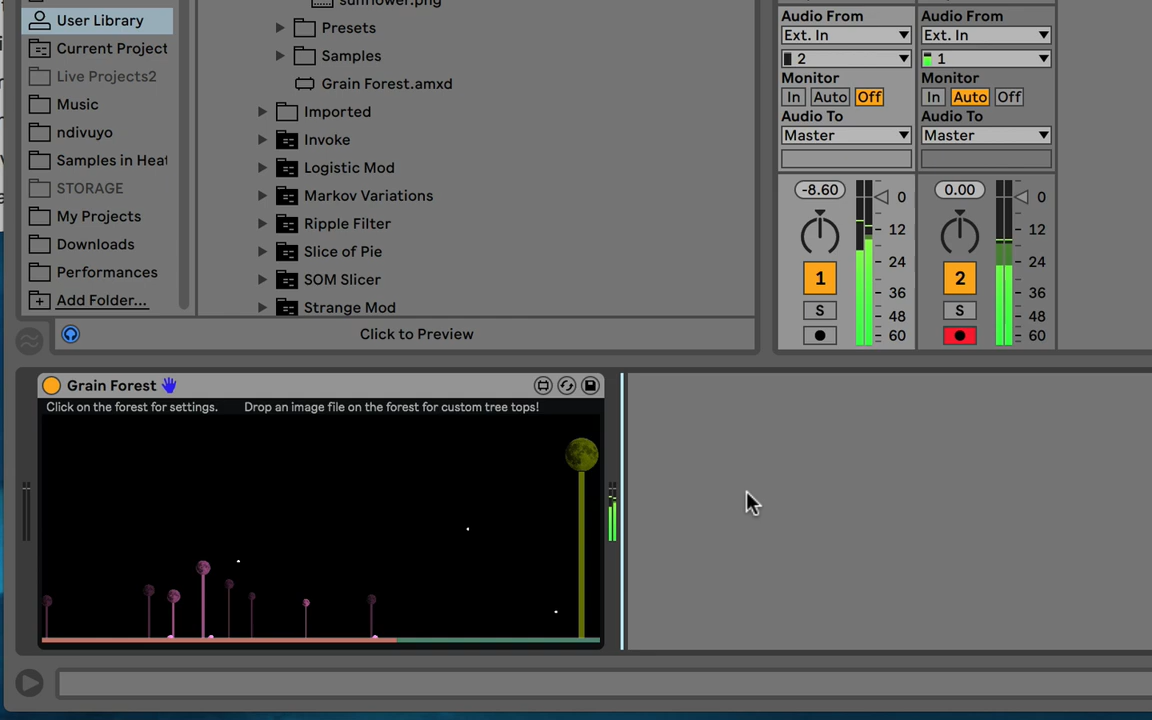 User Library
Current Project
Live Projects2
Music
ndivuyo
Samples in Heat
STORAGE
My Projects
Downloads
Performances
Add Folder...
sunflower.png
Presets
Samples
Grain Forest.amxd
Imported
Invoke
Logistic Mod
Markov Variations
Ripple Filter
Slice of Pie
SOM Slicer
Strange Mod
Click to Preview
Audio From
Ext. In
2
Monitor
In Auto Off
Audio To
Master
-8.60
0
12
24
36
48
60
1
S
Audio From
Ext. In
1
Monitor
In Auto Off
Audio To
Master
0.00
0
12
24
36
48
60
2
S
Grain Forest
Click on the forest for settings. Drop an image file on the forest for custom tree tops!